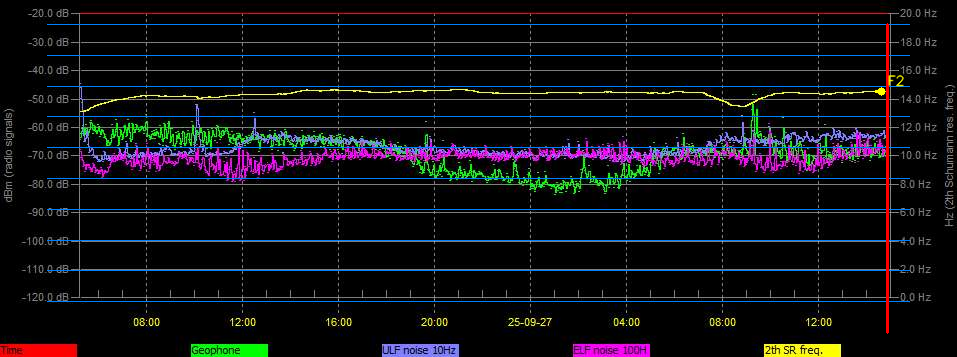 -20.0 dB
20.0 Hz
-30.0 dB
18.0 Hz
-40.0 dB
16.0 Hz
F2
-50.0 dB
14.0 Hz
-60.0 dB
12.0 Hz
-70.0 dB
10.0 Hz
-80.0 dB
8.0 Hz
-90.0 dB
6.0 Hz
-100.0 dB
4.0 Hz
-110.0 dB
2.0 Hz
-120.0 dB
0.0 Hz
dBm (radio signals)
Hz (2th Schumann res. freq.)
08:00 12:00 16:00 20:00 25-09-27 04:00 08:00 12:00
Time Geophone ULF noise 10Hz ELF noise 100H 2th SR freq.